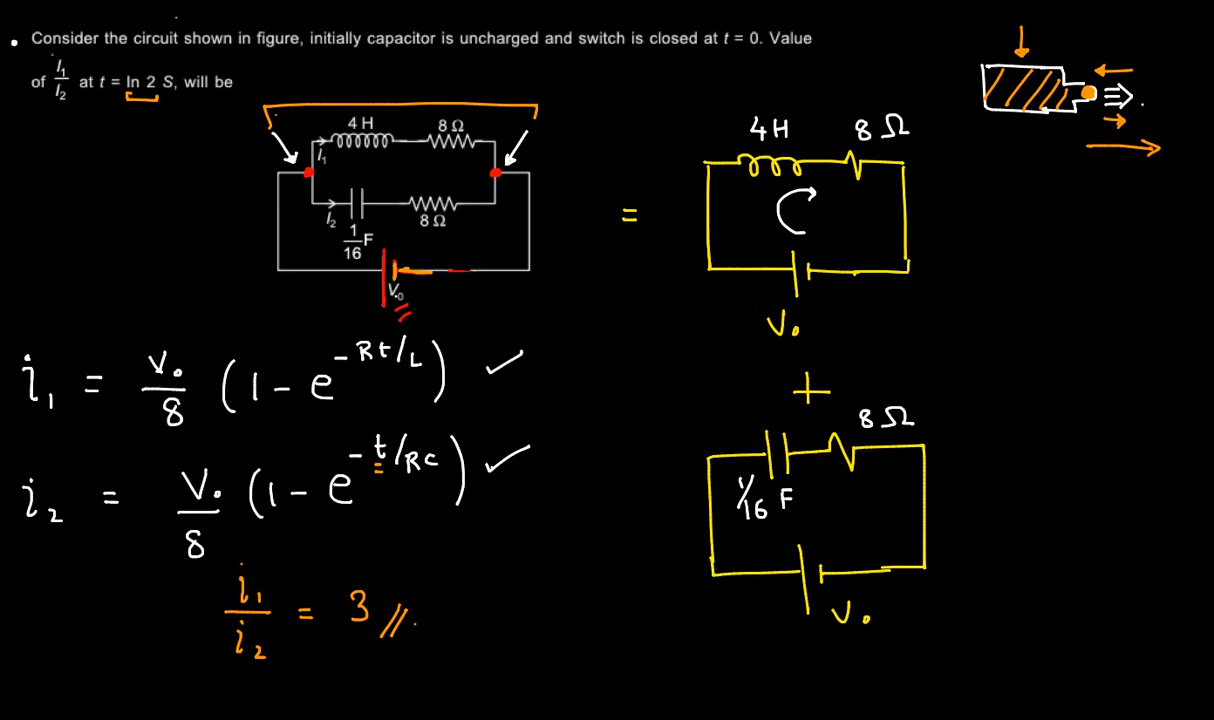 • Consider the circuit shown in figure, initially capacitor is uncharged and switch is closed at t = 0. Value
of I₁/I₂ at t = ln 2 S, will be
4 H 8 Ω
I₁
I₂ 8 Ω
1/16 F
V₀
=
4H 8 Ω
V₀
+
8 Ω
1/16 F
V₀
i₁ = V₀/8 (1 - e^(-Rt/L)) ✓
i₂ = V₀/8 (1 - e^(-t/RC)) ✓
i₁/i₂ = 3 //